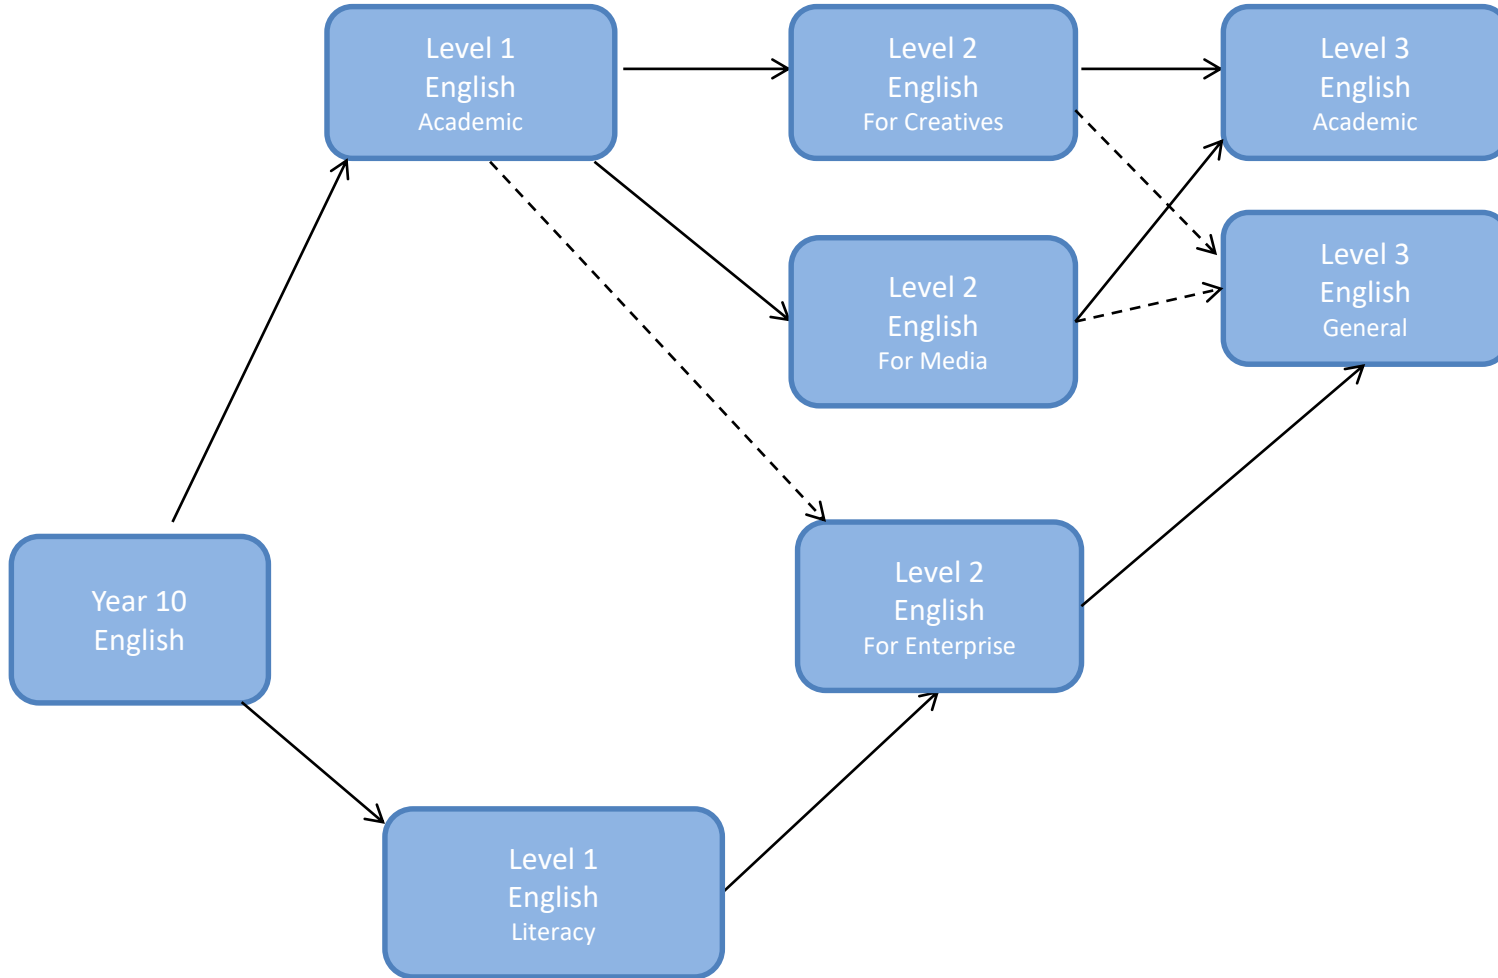 Level 1
English
Academic
Level 2
English
For Creatives
Level 3
English
Academic
Level 2
English
For Media
Level 3
English
General
Year 10
English
Level 2
English
For Enterprise
Level 1
English
Literacy